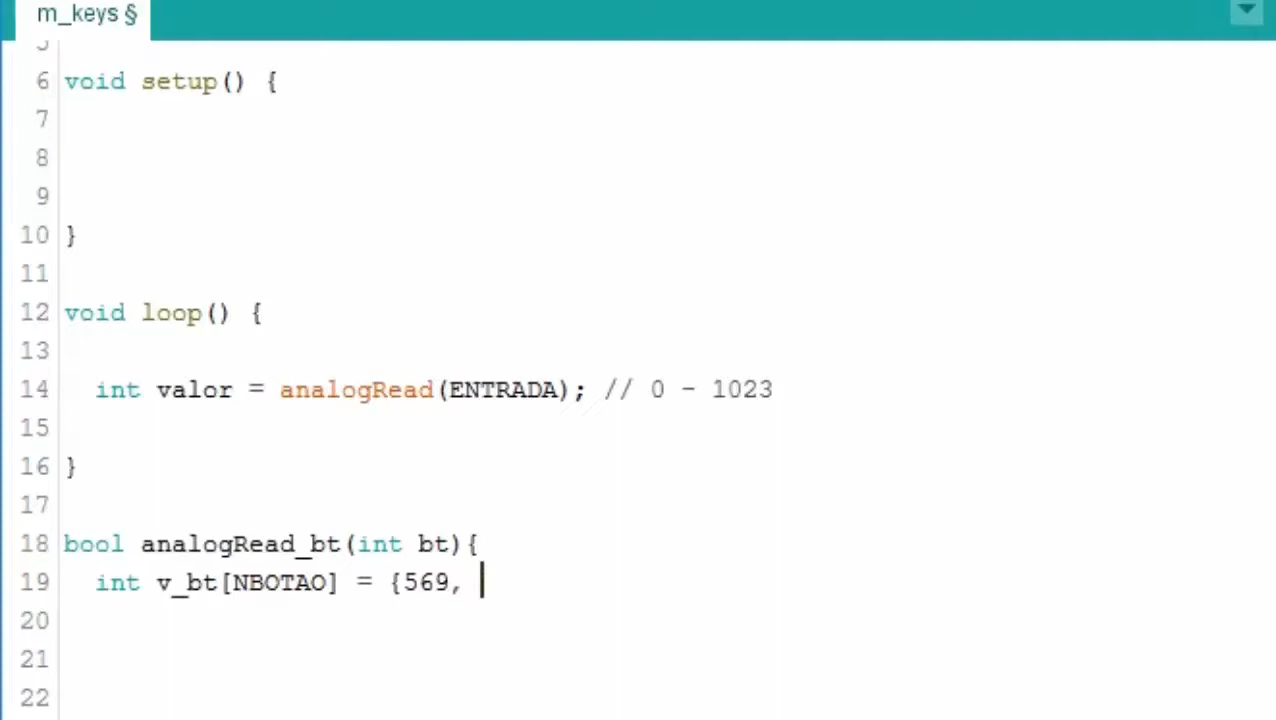 m_keys §
5
6 void setup() {
7
8
9
10 }
11
12 void loop() {
13
14 int valor = analogRead(ENTRADA); // 0 - 1023
15
16 }
17
18 bool analogRead_bt(int bt){
19 int v_bt[NBOTAO] = {569,
20
21
22